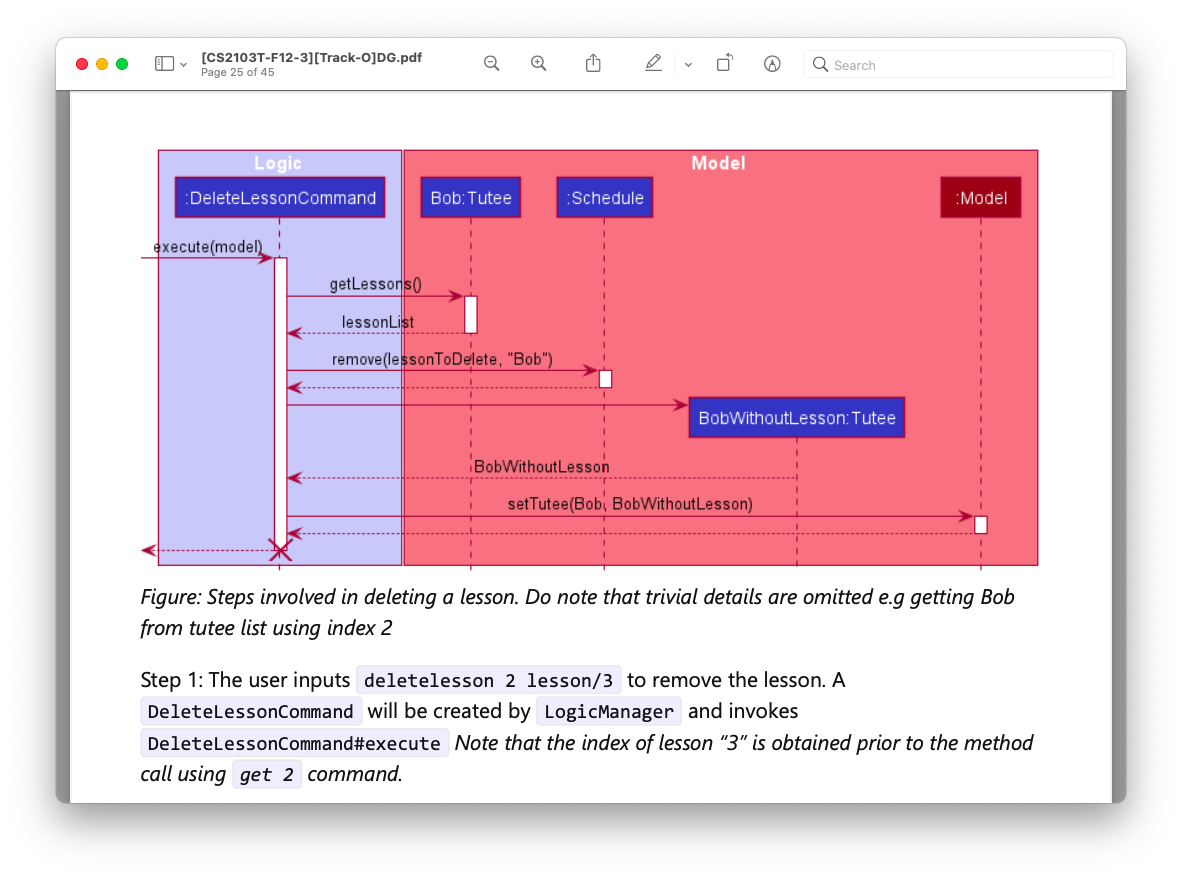 [CS2103T-F12-3][Track-O]DG.pdf
Page 25 of 45
Search
Logic
Model
:DeleteLessonCommand
Bob:Tutee
:Schedule
:Model
execute(model)
getLessons()
lessonList
remove(lessonToDelete, "Bob")
BobWithoutLesson:Tutee
BobWithoutLesson
setTutee(Bob, BobWithoutLesson)
Figure: Steps involved in deleting a lesson. Do note that trivial details are omitted e.g getting Bob
from tutee list using index 2
Step 1: The user inputs deletelesson 2 lesson/3 to remove the lesson. A
DeleteLessonCommand will be created by LogicManager and invokes
DeleteLessonCommand#execute Note that the index of lesson “3” is obtained prior to the method
call using get 2 command.